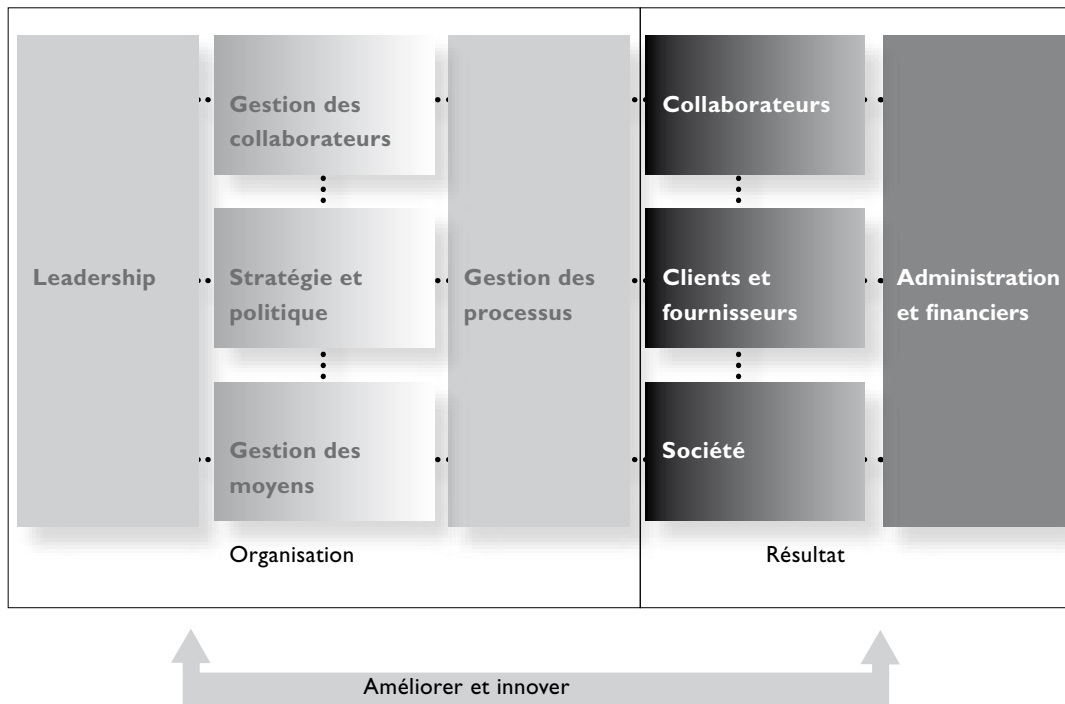 Leadership
Gestion des
collaborateurs
Stratégie et
politique
Gestion des
moyens
Gestion des
processus
Organisation
Collaborateurs
Clients et
fournisseurs
Société
Administration
et financiers
Résultat
Améliorer et innover